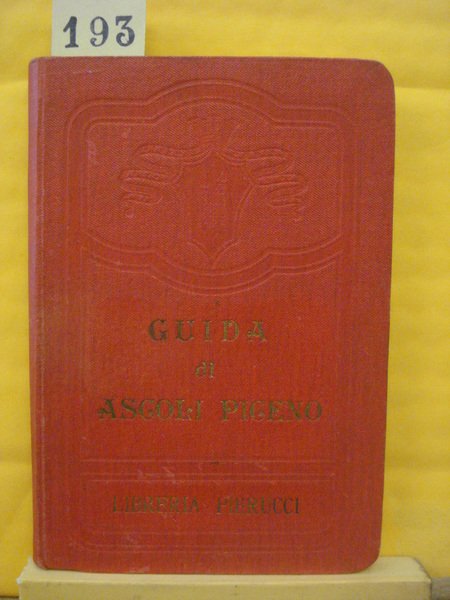 193
GUIDA
di
ASCOLI PICENO
LIBRERIA PIERUCCI